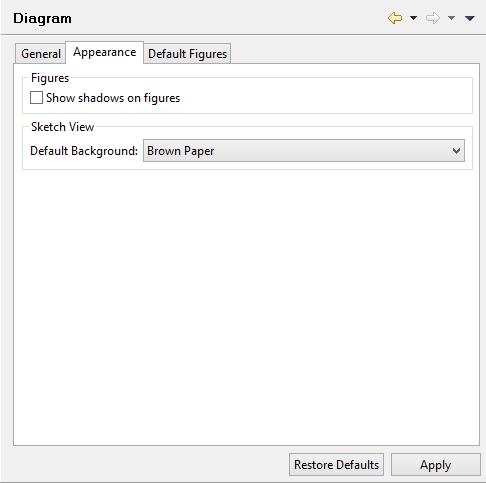 Diagram
General Appearance Default Figures
Figures
Show shadows on figures
Sketch View
Default Background: Brown Paper
Restore Defaults Apply